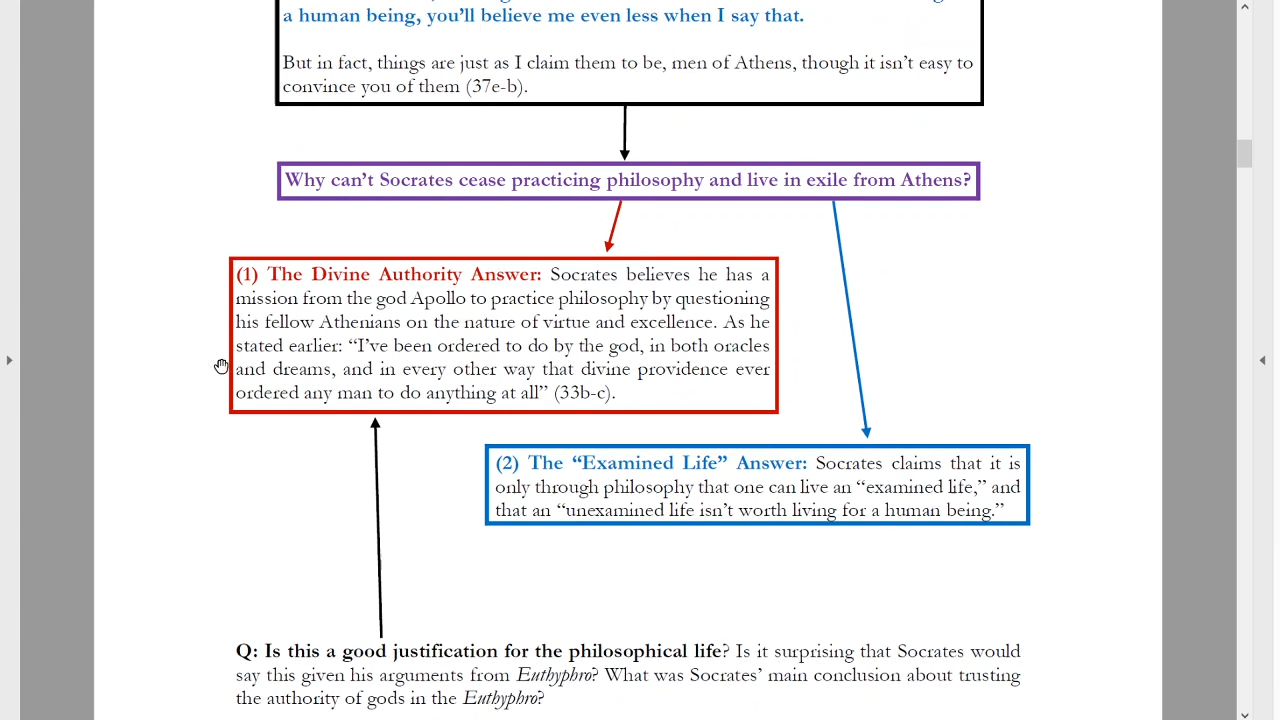 a human being, you’ll believe me even less when I say that.
But in fact, things are just as I claim them to be, men of Athens, though it isn’t easy to
convince you of them (37e-b).
Why can’t Socrates cease practicing philosophy and live in exile from Athens?
(1) The Divine Authority Answer: Socrates believes he has a
mission from the god Apollo to practice philosophy by questioning
his fellow Athenians on the nature of virtue and excellence. As he
stated earlier: “I’ve been ordered to do by the god, in both oracles
and dreams, and in every other way that divine providence ever
ordered any man to do anything at all” (33b-c).
(2) The “Examined Life” Answer: Socrates claims that it is
only through philosophy that one can live an “examined life,” and
that an “unexamined life isn’t worth living for a human being.”
Q: Is this a good justification for the philosophical life? Is it surprising that Socrates would
say this given his arguments from Euthyphro? What was Socrates’ main conclusion about trusting
the authority of gods in the Euthyphro?